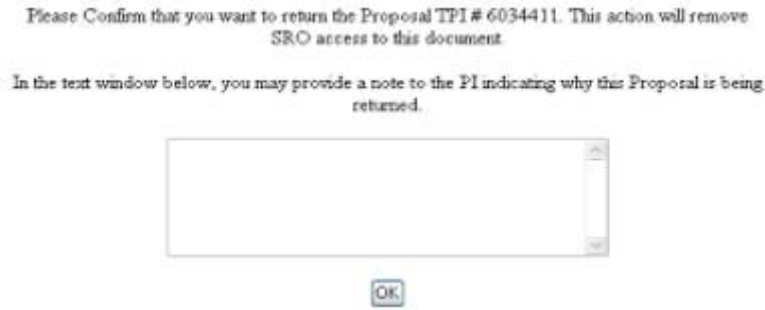 Please Confirm that you want to return the Proposal TPI # 6034411. This action will remove
SRO access to this document
In the text window below, you may provide a note to the PI indicating why this Proposal is being
returned.
OK